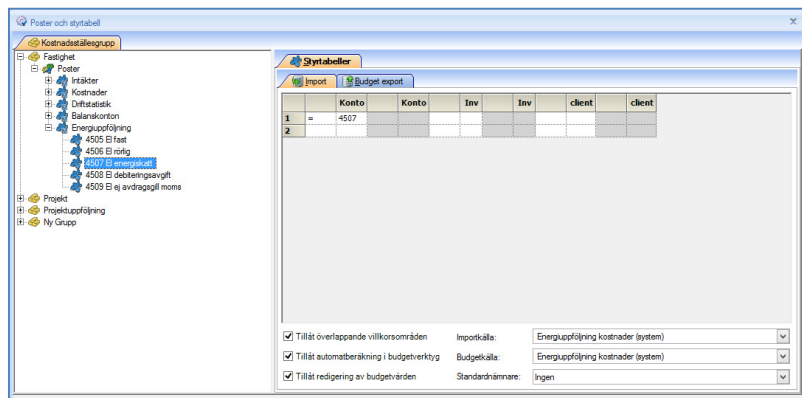 Poster och styrtabell
Kostnadsställesgrupp
Fastighet
Poster
Intäkter
Kostnader
Driftstatistik
Balanskonton
Energiuppföljning
4505 El fast
4506 El rörlig
4507 El energiskatt
4508 El debiteringsavgift
4509 El ej avdragsgill moms
Projekt
Projektuppföljning
Ny Grupp
Styrtabeller
Import Budget export
Konto Konto Inv Inv client client
1 = 4507
2
Tillåt överlappande villkorsområden Importkälla: Energiuppföljning kostnader (system)
Tillåt automatberäkning i budgetverktyg Budgetkälla: Energiuppföljning kostnader (system)
Tillåt redigering av budgetvärden Standardnämnare: Ingen